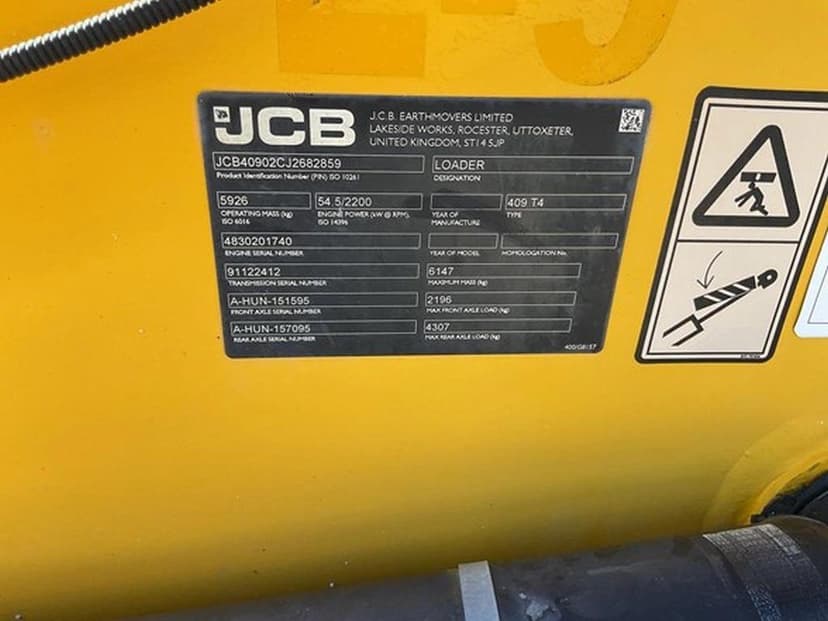 JCB
J.C.B. EARTHMOVERS LIMITED
LAKESIDE WORKS, ROCESTER, UTTOXETER,
UNITED KINGDOM, ST14 5JP
JCB40902CJ2682859 LOADER
Product Identification Number (PIN) ISO 10261 DESIGNATION
5926 54.5/2200 409 T4
OPERATING MASS (kg) ENGINE POWER (kW @ RPM), YEAR OF TYPE
ISO 6016 ISO 14396 MANUFACTURE
4830201740
ENGINE SERIAL NUMBER YEAR OF MODEL HOMOLOGATION No.
91122412 6147
TRANSMISSION SERIAL NUMBER MAXIMUM MASS (kg)
A-HUN-151595 2196
FRONT AXLE SERIAL NUMBER MAX FRONT AXLE LOAD (kg)
A-HUN-157095 4307
REAR AXLE SERIAL NUMBER MAX REAR AXLE LOAD (kg)
400/G8157